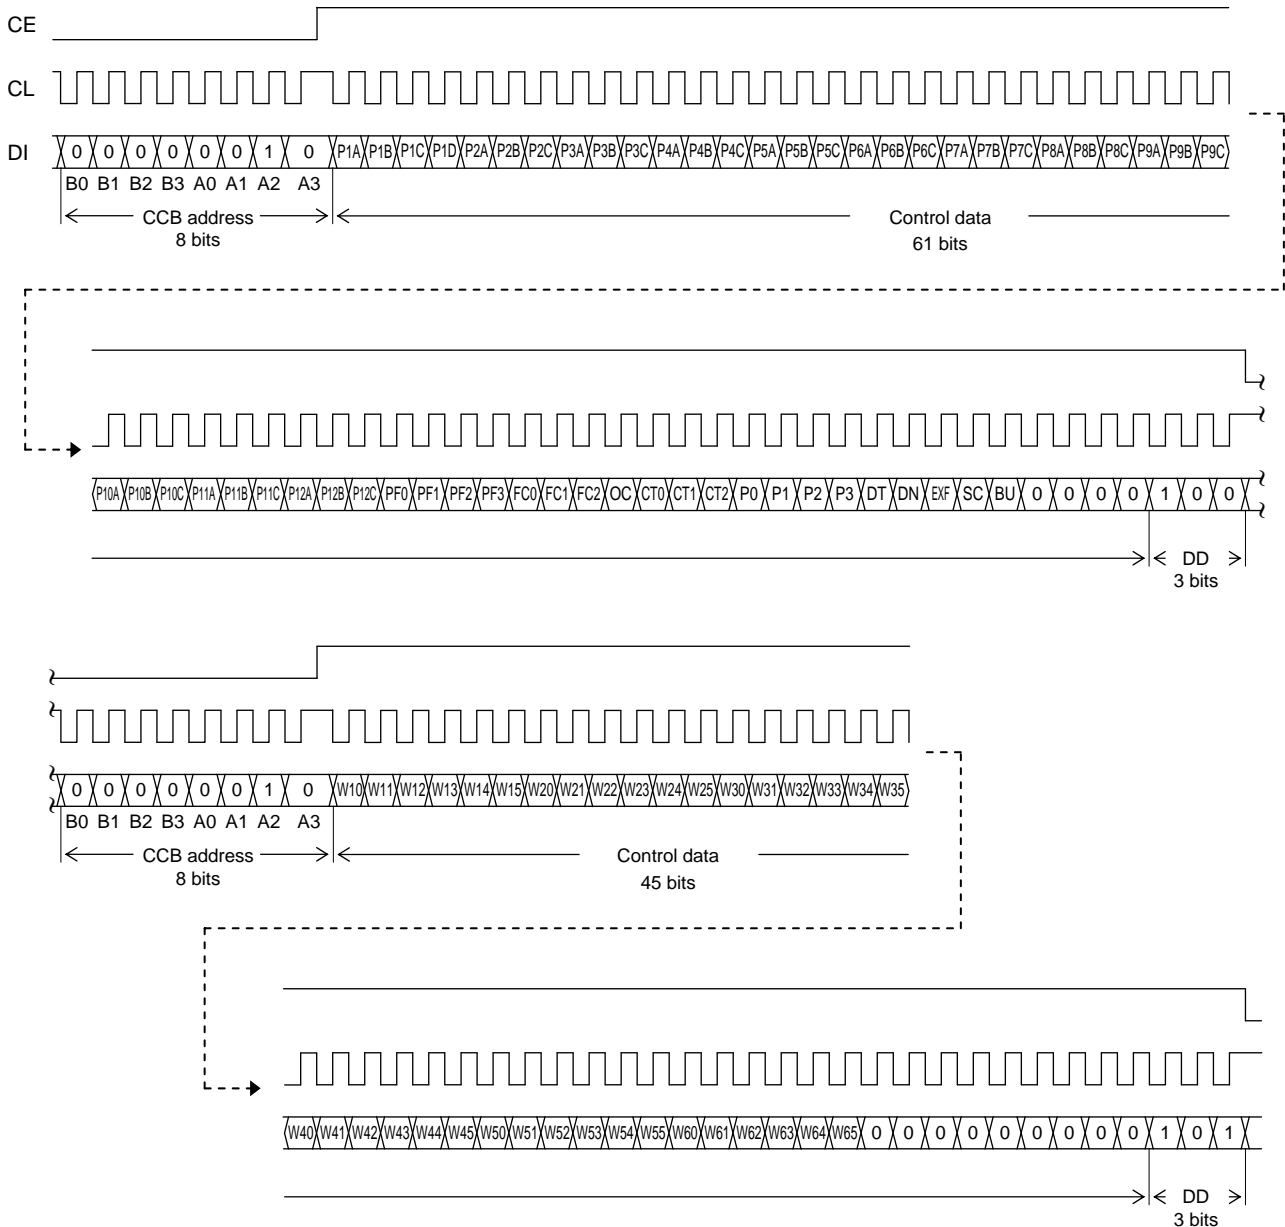 CE
CL
DI 0 0 0 0 0 0 1 0 P1A P1B P1C P1D P2A P2B P2C P3A P3B P3C P4A P4B P4C P5A P5B P5C P6A P6B P6C P7A P7B P7C P8A P8B P8C P9A P9B P9C
B0 B1 B2 B3 A0 A1 A2 A3
CCB address Control data
8 bits 61 bits
P10A P10B P10C P11A P11B P11C P12A P12B P12C PF0 PF1 PF2 PF3 FC0 FC1 FC2 OC CT0 CT1 CT2 P0 P1 P2 P3 DT DN EXF SC BU 0 0 0 0 1 0 0
DD
3 bits
0 0 0 0 0 0 1 0 W10 W11 W12 W13 W14 W15 W20 W21 W22 W23 W24 W25 W30 W31 W32 W33 W34 W35
B0 B1 B2 B3 A0 A1 A2 A3
CCB address Control data
8 bits 45 bits
W40 W41 W42 W43 W44 W45 W50 W51 W52 W53 W54 W55 W60 W61 W62 W63 W64 W65 0 0 0 0 0 0 0 0 0 1 0 1
DD
3 bits